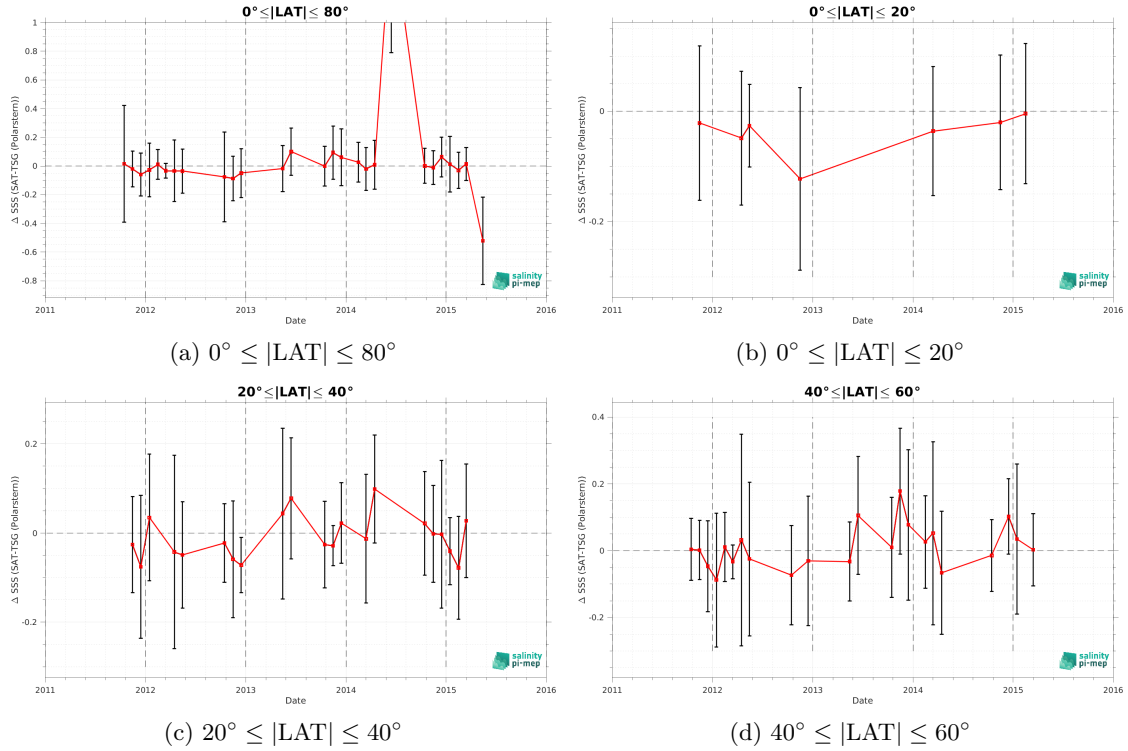 0°≤|LAT|≤ 80°
Δ SSS (SAT-TSG (Polarstern))
1
0.8
0.6
0.4
0.2
0
-0.2
-0.4
-0.6
-0.8
2011 2012 2013 2014 2015 2016
Date
salinity
pi-mep
(a) 0° ≤ |LAT| ≤ 80°
0°≤|LAT|≤ 20°
Δ SSS (SAT-TSG (Polarstern))
0
-0.2
2011 2012 2013 2014 2015 2016
Date
salinity
pi-mep
(b) 0° ≤ |LAT| ≤ 20°
20°≤|LAT|≤ 40°
Δ SSS (SAT-TSG (Polarstern))
0.2
0
-0.2
2011 2012 2013 2014 2015 2016
Date
salinity
pi-mep
(c) 20° ≤ |LAT| ≤ 40°
40°≤|LAT|≤ 60°
Δ SSS (SAT-TSG (Polarstern))
0.4
0.2
0
-0.2
2011 2012 2013 2014 2015 2016
Date
salinity
pi-mep
(d) 40° ≤ |LAT| ≤ 60°